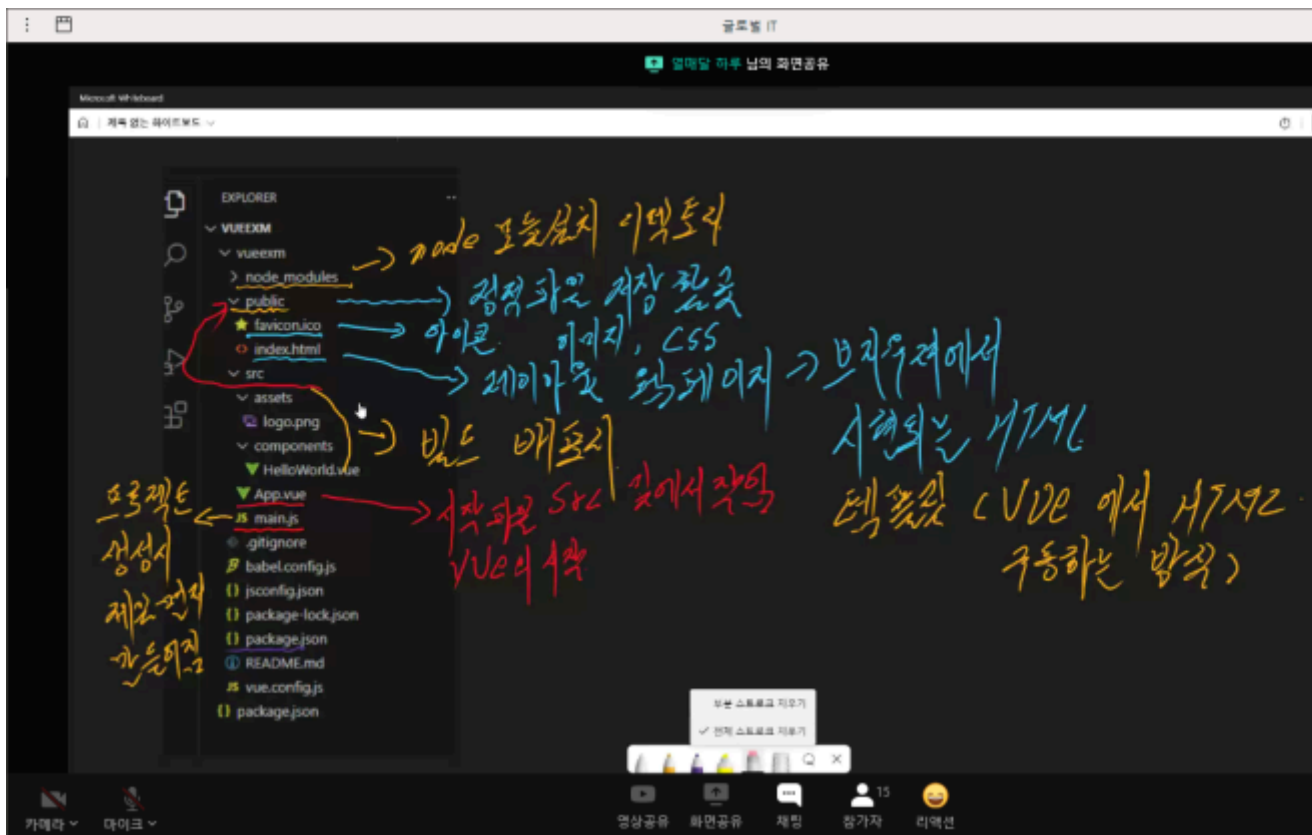 글로벌 IT
열매달 하루 님의 화면공유
Microsoft Whiteboard
제목 없는 화이트보드
EXPLORER
VUEEXM
vueexm
node_modules
node 모듈설치 디렉토리
public
정적파일 저장
favicon.ico
아이콘 이미지, CSS
index.html
레이아웃 웹페이지 → 브라우저에서
시현되는 HTML
템플릿 (VUE 에서 HTML
구동하는 방식)
src
assets
logo.png
빌드 배포시
components
HelloWorld.vue
App.vue
시작파일 src 밑에서 작업
VUE의 시작
main.js
프로젝트
생성시
제일 먼저
만들어짐
.gitignore
babel.config.js
jsconfig.json
package-lock.json
package.json
README.md
vue.config.js
package.json
부분 스트로크 지우기
전체 스트로크 지우기
카메라
마이크
영상공유
화면공유
채팅
참가자
15
리액션